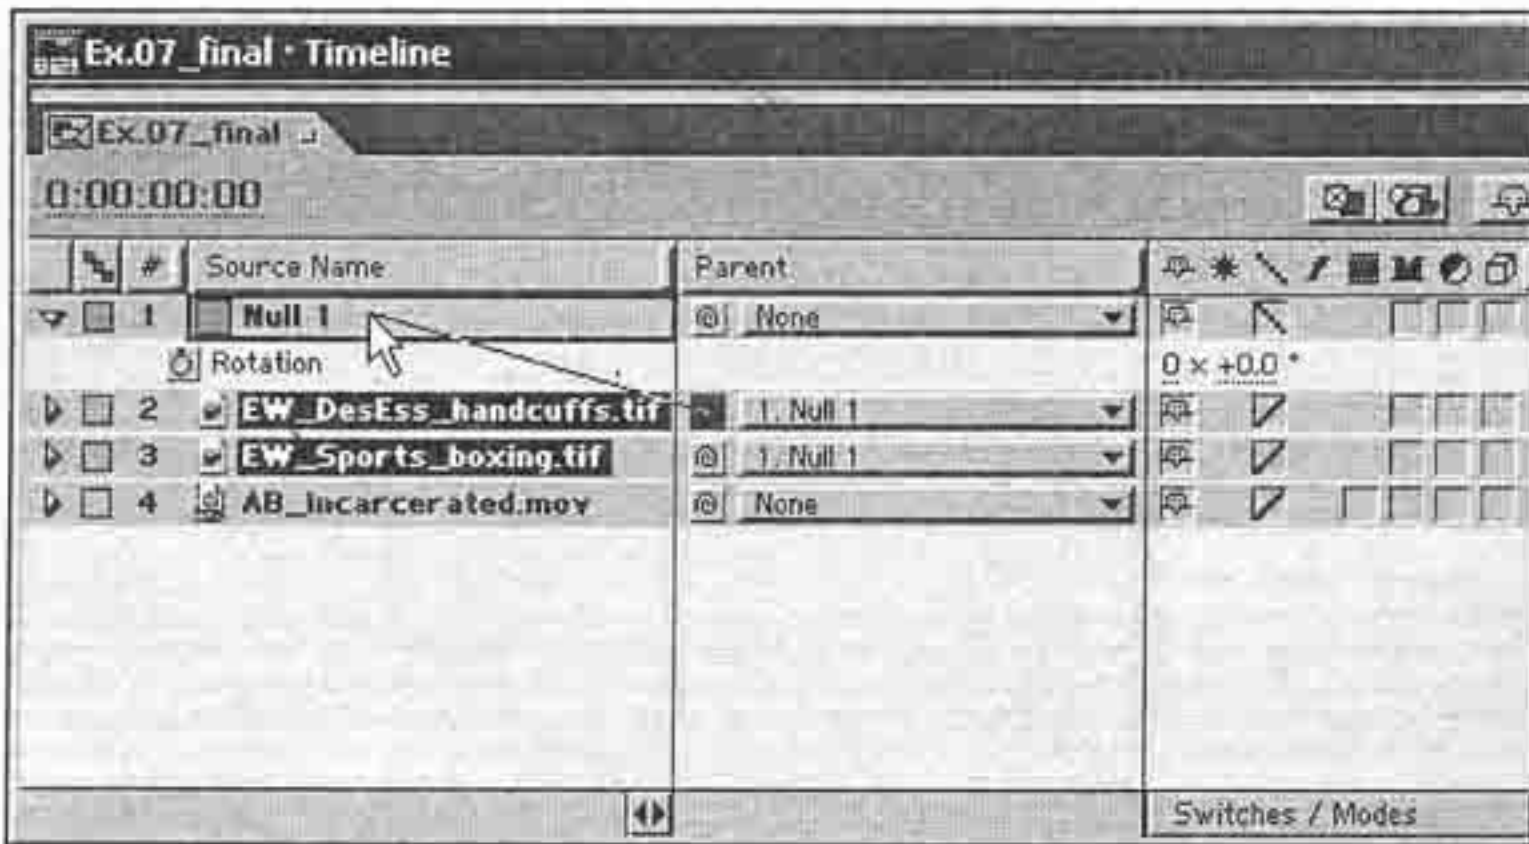 Ex.07_final · Timeline
Ex.07_final
0:00:00:00
# Source Name Parent
1 Null 1 None
Rotation 0 x +0.0 °
2 EW_DesEss_handcuffs.tif 1. Null 1
3 EW_Sports_boxing.tif 1. Null 1
4 AB_Incarcerated.mov None
Switches / Modes